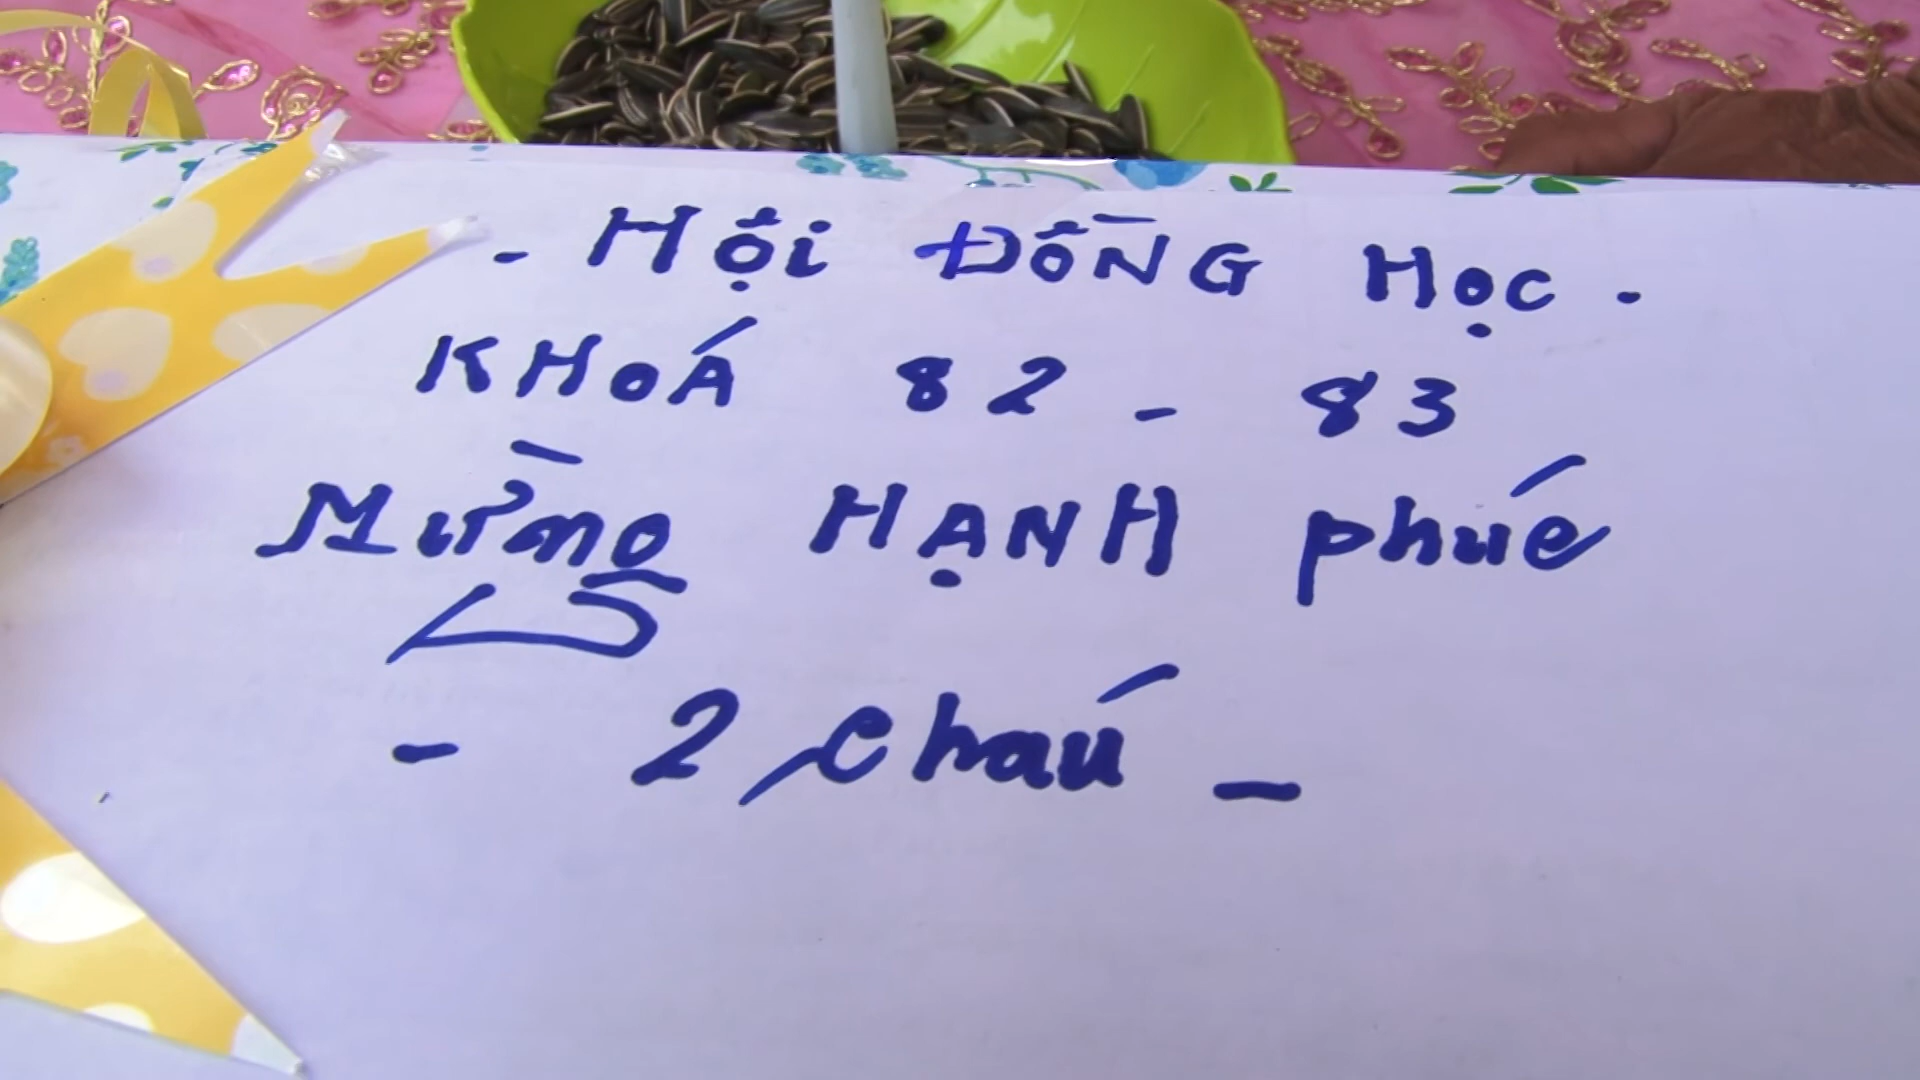 - HỘi ĐỒNG HỌC -
KHOÁ 82 - 83
Mừng HẠNH phúc
- 2 cháu -